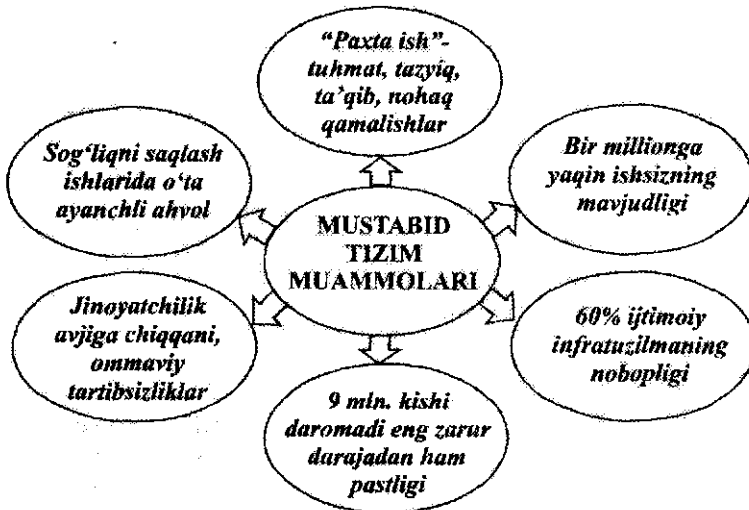 "Paxta ish"-
tuhmat, tazyiq,
ta'qib, nohaq
qamalishlar
Sog‘liqni saqlash
ishlarida o‘ta
ayanchli ahvol
Bir millionga
yaqin ishsizning
mavjudligi
MUSTABID
TIZIM
MUAMMOLARI
Jinoyatchilik
avjiga chiqqani,
ommaviy
tartibsizliklar
60% ijtimoiy
infratuzilmaning
nobopligi
9 mln. kishi
daromadi eng zarur
darajadan ham
pastligi